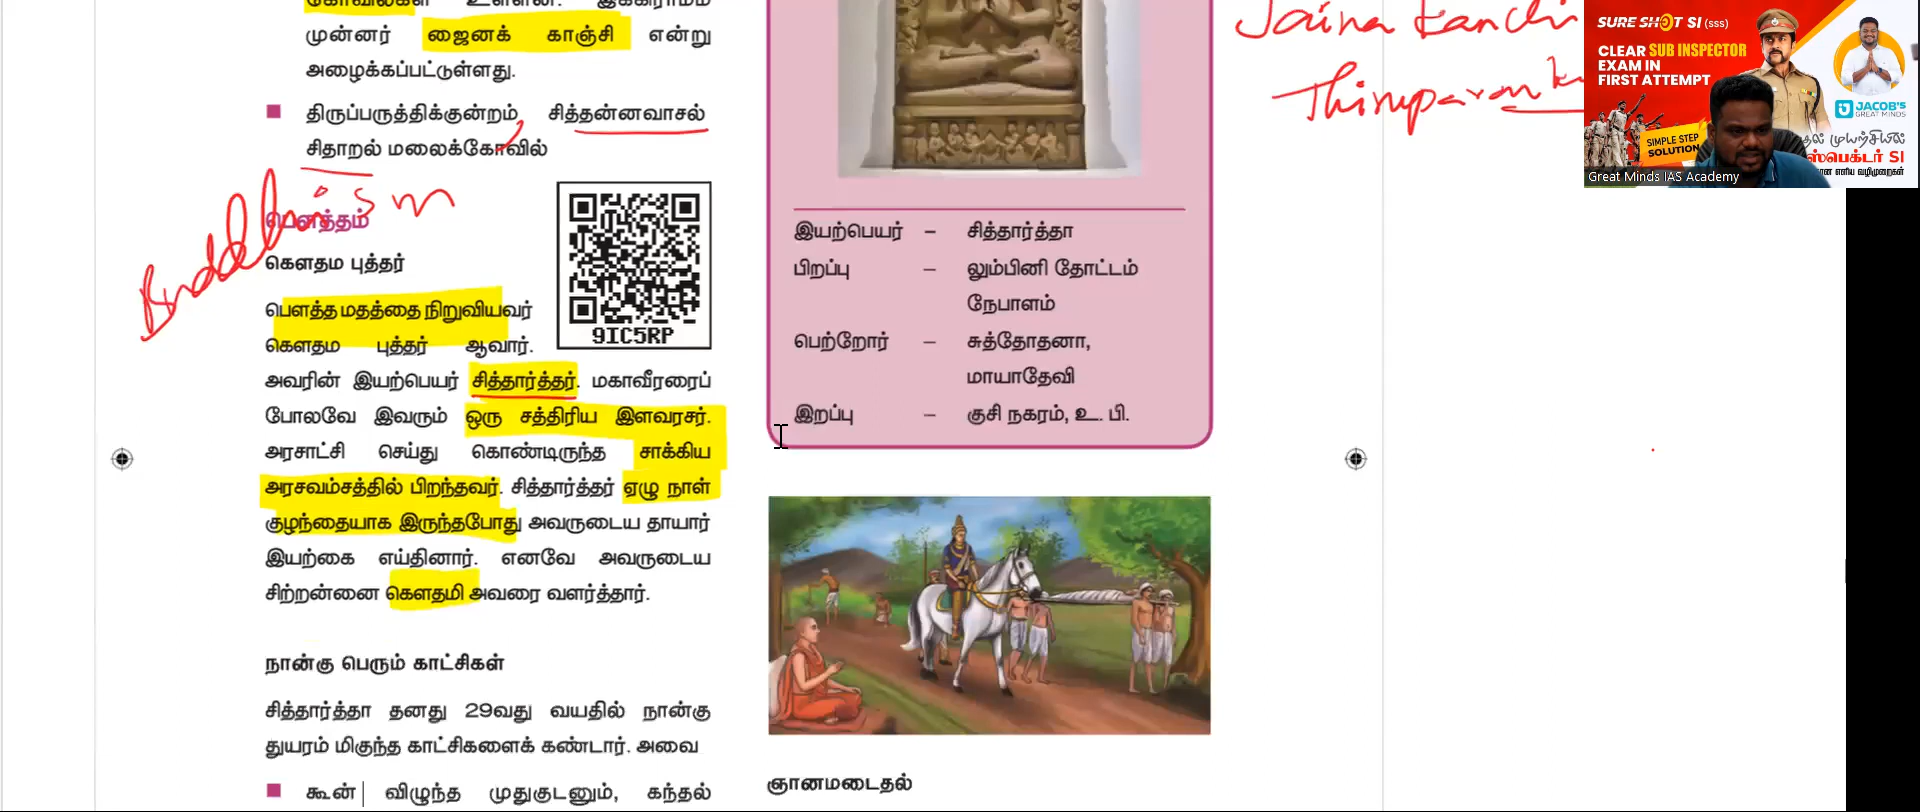 முன்னர் ஜைனக் காஞ்சி என்று
அழைக்கப்பட்டுள்ளது.
திருப்பருத்திக்குன்றம், சித்தன்னவாசல்
சிதாறல் மலைக்கோவில்
Buddhism
பௌத்தம்
கௌதம புத்தர்
பௌத்த மதத்தை நிறுவியவர்
கௌதம புத்தர் ஆவார்.
அவரின் இயற்பெயர் சித்தார்த்தர். மகாவீரரைப்
போலவே இவரும் ஒரு சத்திரிய இளவரசர்.
அரசாட்சி செய்து கொண்டிருந்த சாக்கிய
அரசவம்சத்தில் பிறந்தவர். சித்தார்த்தர் ஏழு நாள்
குழந்தையாக இருந்தபோது அவருடைய தாயார்
இயற்கை எய்தினார். எனவே அவருடைய
சிற்றன்னை கௌதமி அவரை வளர்த்தார்.
நான்கு பெரும் காட்சிகள்
சித்தார்த்தா தனது 29வது வயதில் நான்கு
துயரம் மிகுந்த காட்சிகளைக் கண்டார். அவை
கூன் விழுந்த முதுகுடனும், கந்தல்
9IC5RP
இயற்பெயர் – சித்தார்த்தா
பிறப்பு – லும்பினி தோட்டம்
நேபாளம்
பெற்றோர் – சுத்தோதனா,
மாயாதேவி
இறப்பு – குசி நகரம், உ. பி.
ஞானமடைதல்
Jaina Kanchi
SURE SHOT SI (SSS)
CLEAR SUB INSPECTOR
EXAM IN
FIRST ATTEMPT
SIMPLE STEP
SOLUTION
JACOB'S
GREAT MINDS
முயற்சியில்
ஸ்பெக்டர் SI
Great Minds IAS Academy